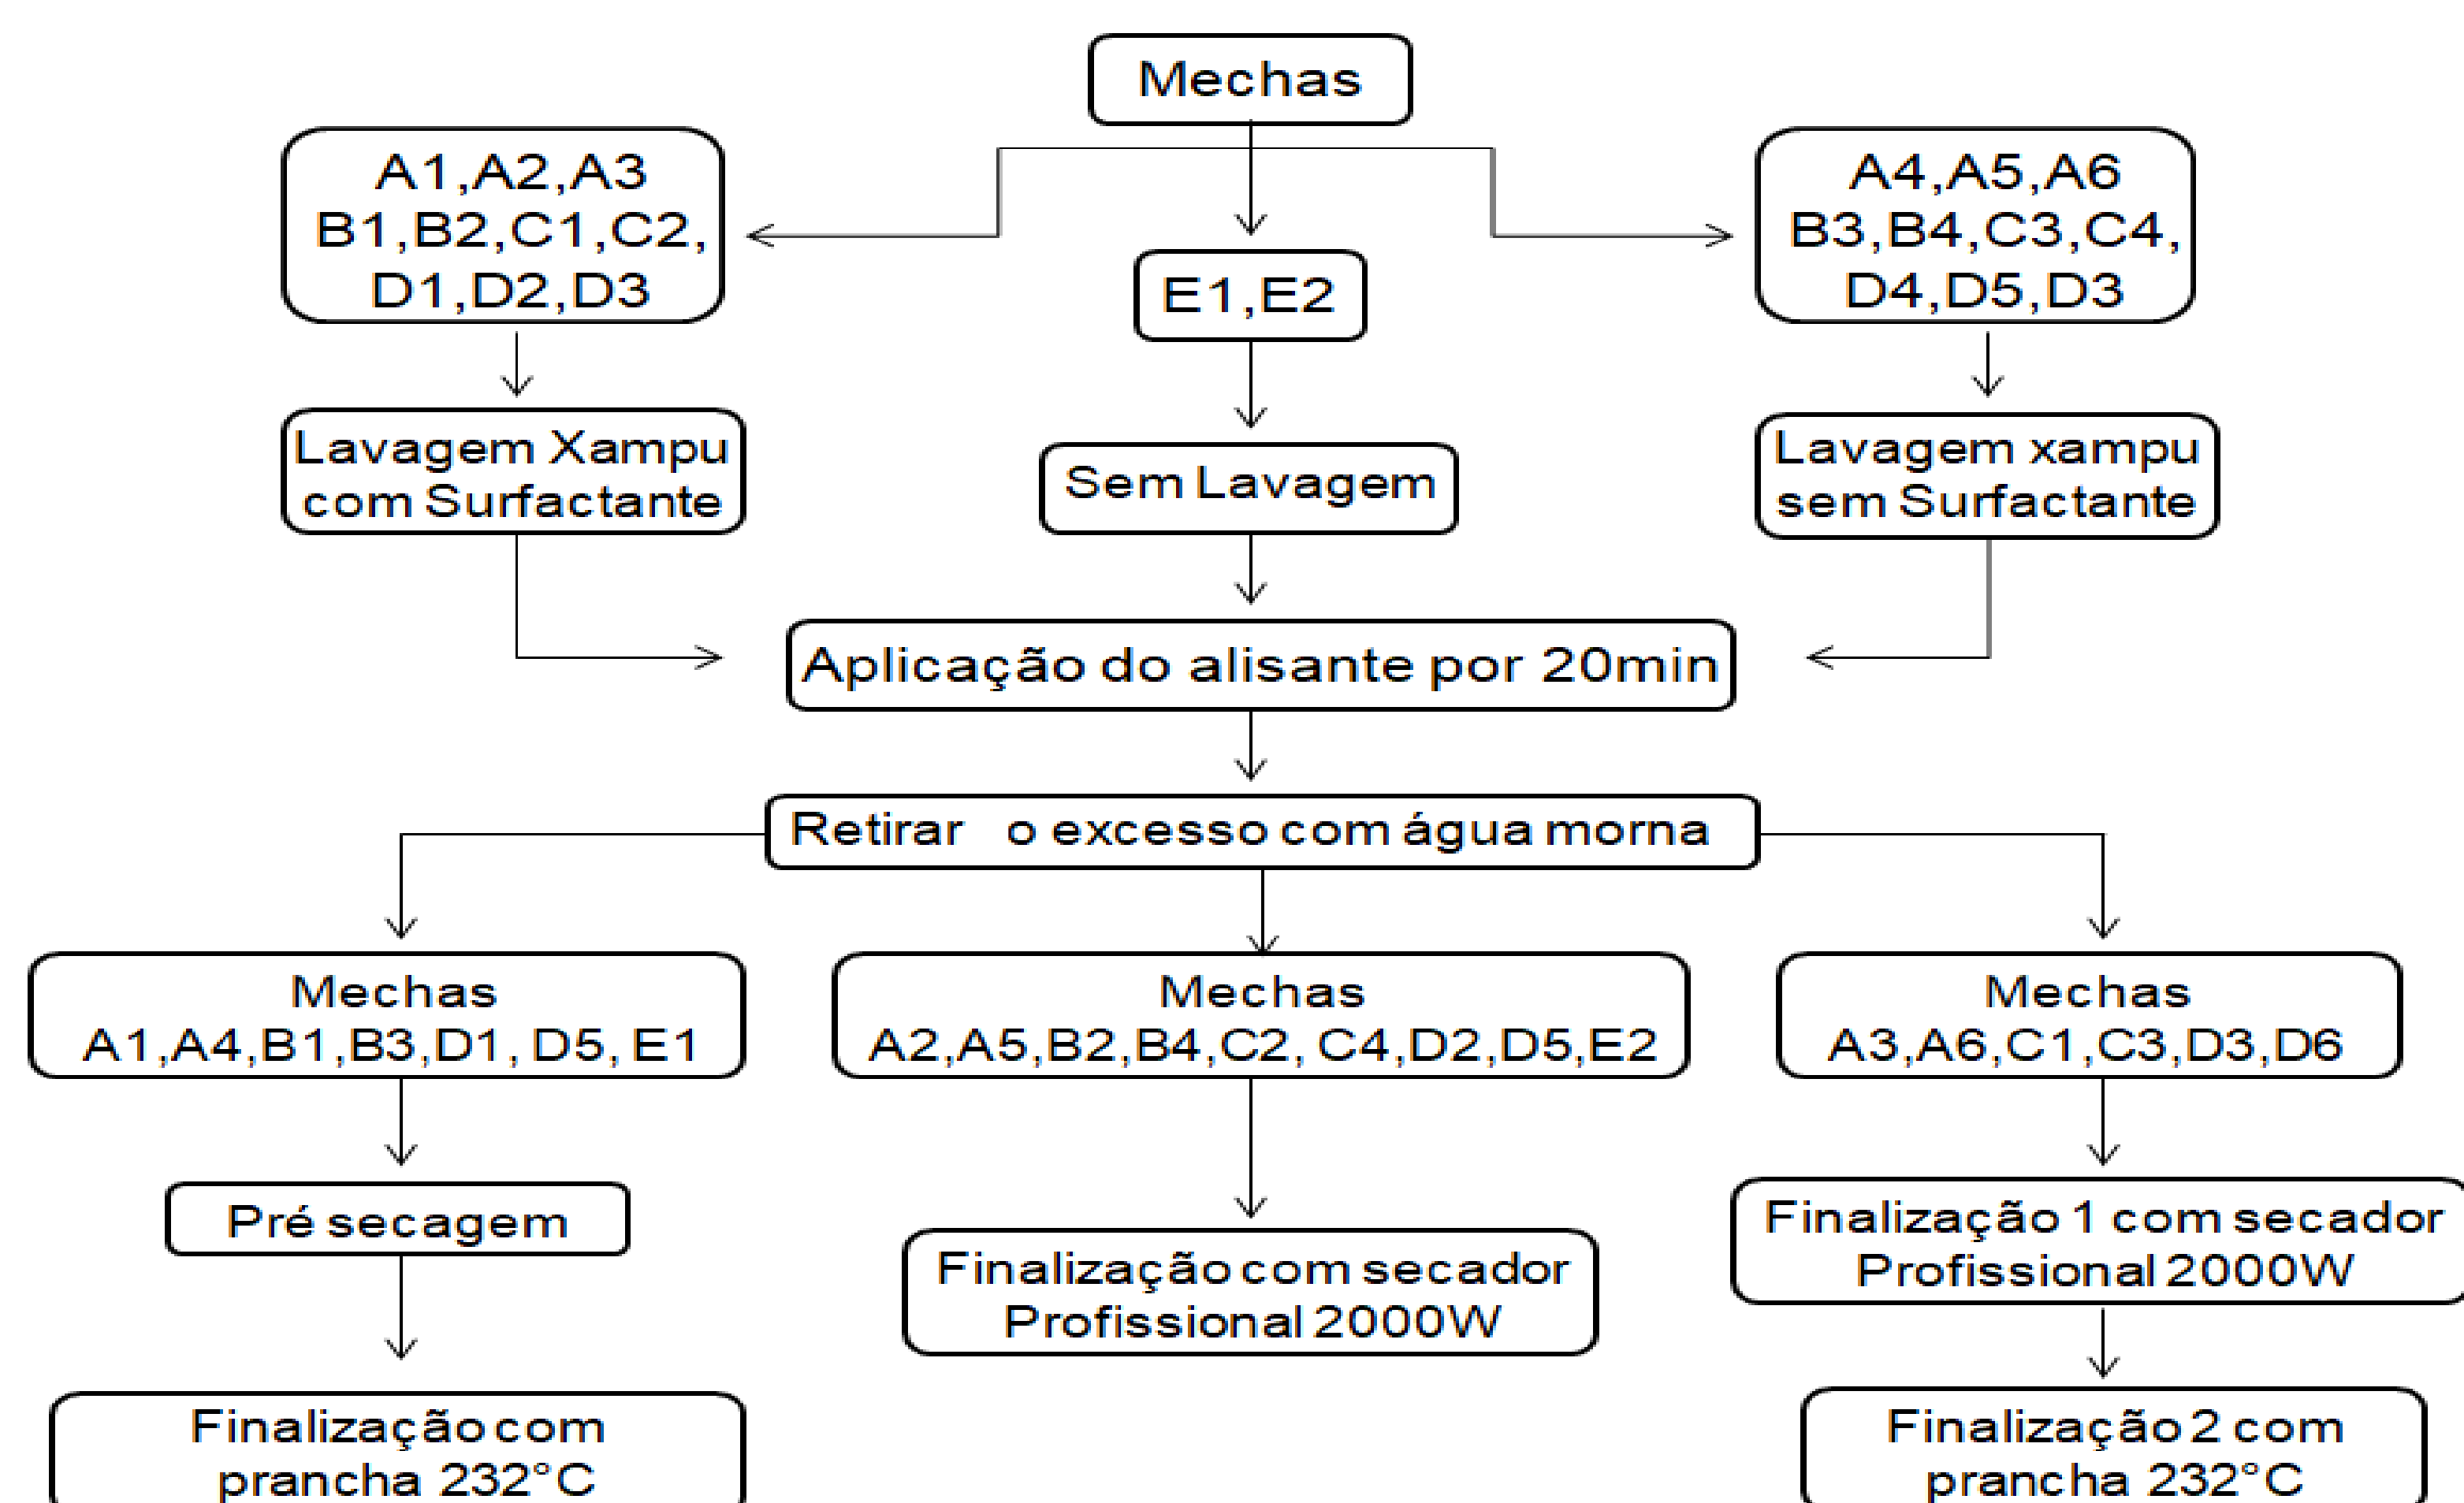 Mechas
A1,A2,A3
B1,B2,C1,C2,
D1,D2,D3
E1,E2
A4,A5,A6
B3,B4,C3,C4,
D4,D5,D3
Lavagem Xampu
com Surfactante
Sem Lavagem
Lavagem xampu
sem Surfactante
Aplicação do alisante por 20min
Retirar o excesso com água morna
Mechas
A1,A4,B1,B3,D1, D5, E1
Mechas
A2,A5,B2,B4,C2, C4,D2,D5,E2
Mechas
A3,A6,C1,C3,D3,D6
Pré secagem
Finalização com secador
Profissional 2000W
Finalização 1 com secador
Profissional 2000W
Finalização com
prancha 232°C
Finalização 2 com
prancha 232°C